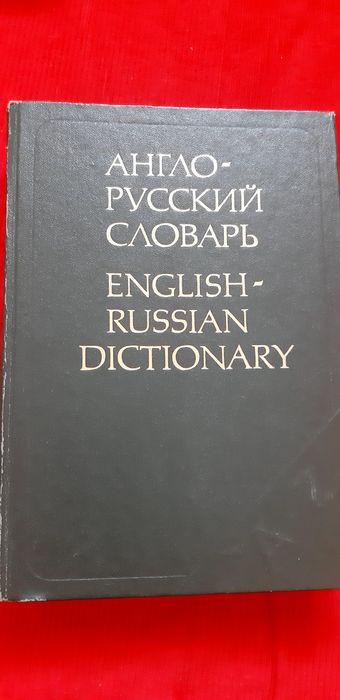 АНГЛО-
РУССКИЙ
СЛОВАРЬ
ENGLISH-
RUSSIAN
DICTIONARY